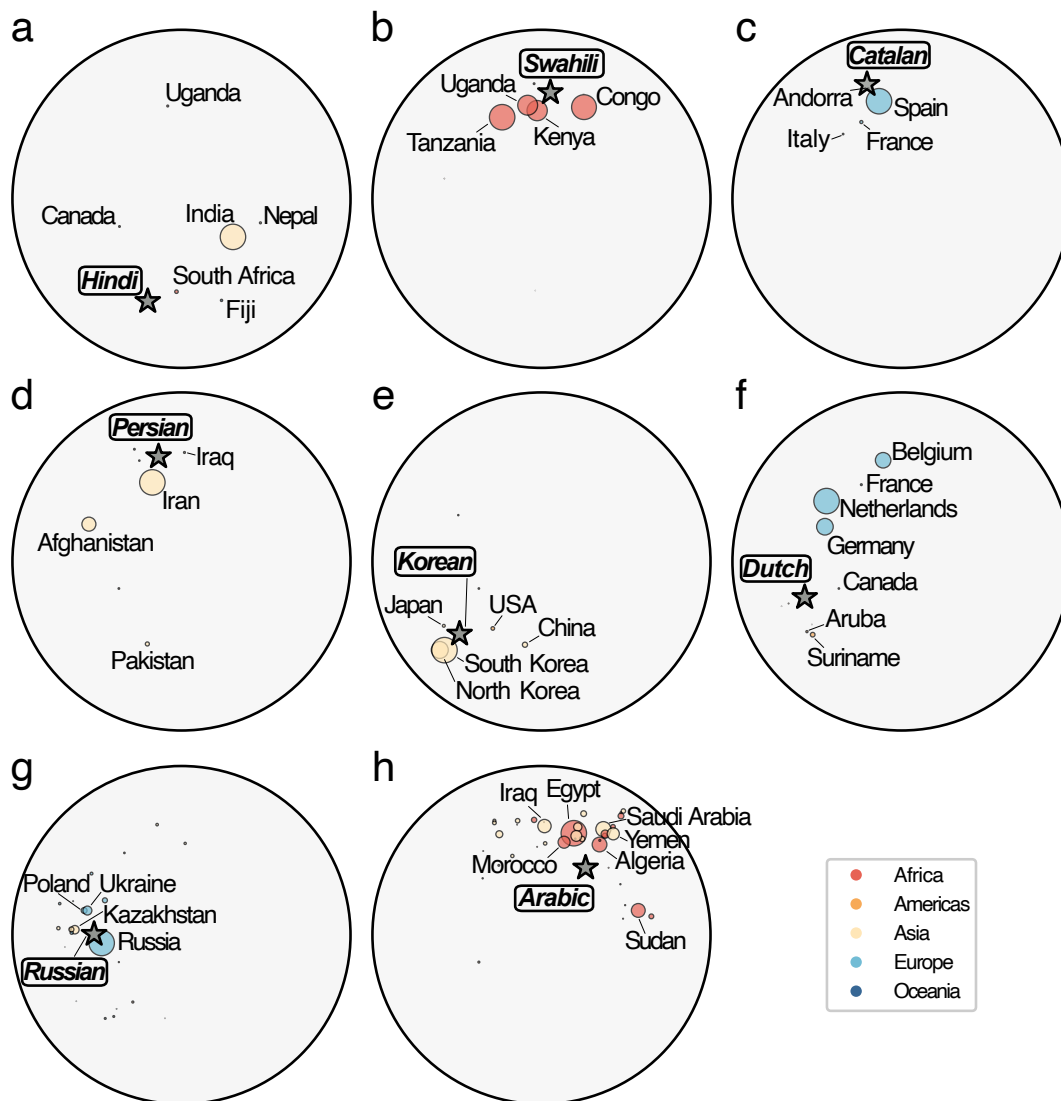 a
Uganda
Canada
India
Nepal
Hindi
South Africa
Fiji
b
Swahili
Uganda
Congo
Tanzania
Kenya
c
Catalan
Andorra
Spain
Italy
France
d
Persian
Iraq
Iran
Afghanistan
Pakistan
e
Korean
Japan
USA
China
South Korea
North Korea
f
Belgium
France
Netherlands
Germany
Dutch
Canada
Aruba
Suriname
g
Poland
Ukraine
Kazakhstan
Russia
Russian
h
Iraq
Egypt
Saudi Arabia
Yemen
Morocco
Algeria
Arabic
Sudan
Africa
Americas
Asia
Europe
Oceania